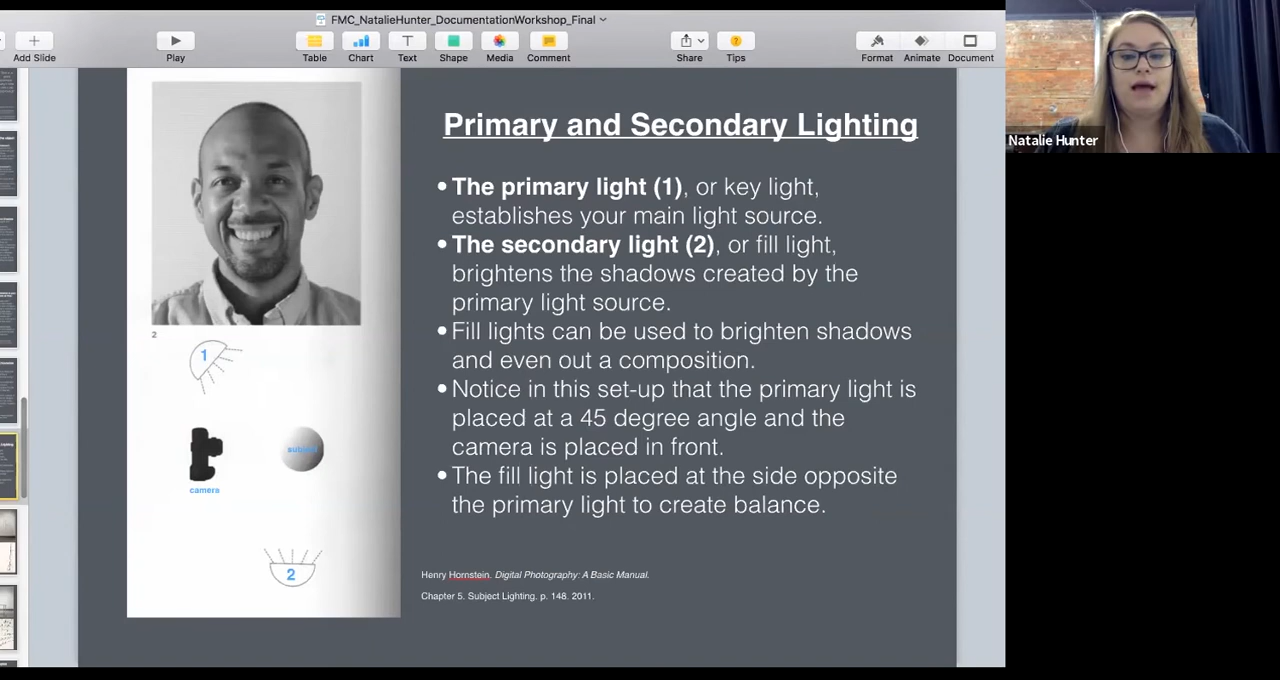 FMC_NatalieHunter_DocumentationWorkshop_Final
Add Slide
Play
Table
Chart
Text
Shape
Media
Comment
Share
Tips
Format
Animate
Document
Primary and Secondary Lighting
• The primary light (1), or key light,
establishes your main light source.
• The secondary light (2), or fill light,
brightens the shadows created by the
primary light source.
• Fill lights can be used to brighten shadows
and even out a composition.
• Notice in this set-up that the primary light is
placed at a 45 degree angle and the
camera is placed in front.
• The fill light is placed at the side opposite
the primary light to create balance.
Henry Hornstein. Digital Photography: A Basic Manual.
Chapter 5. Subject Lighting. p. 148. 2011.
2
1
subject
camera
2
Natalie Hunter